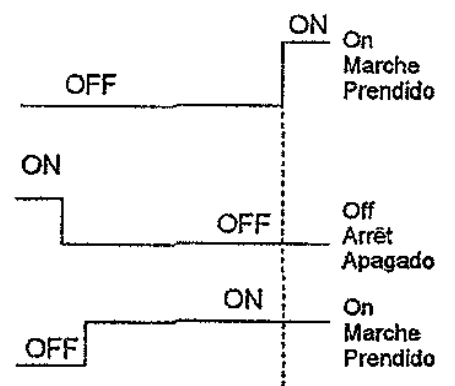 ON
On
Marche
Prendido
OFF
ON
OFF
Off
Arrêt
Apagado
ON
On
Marche
Prendido
OFF